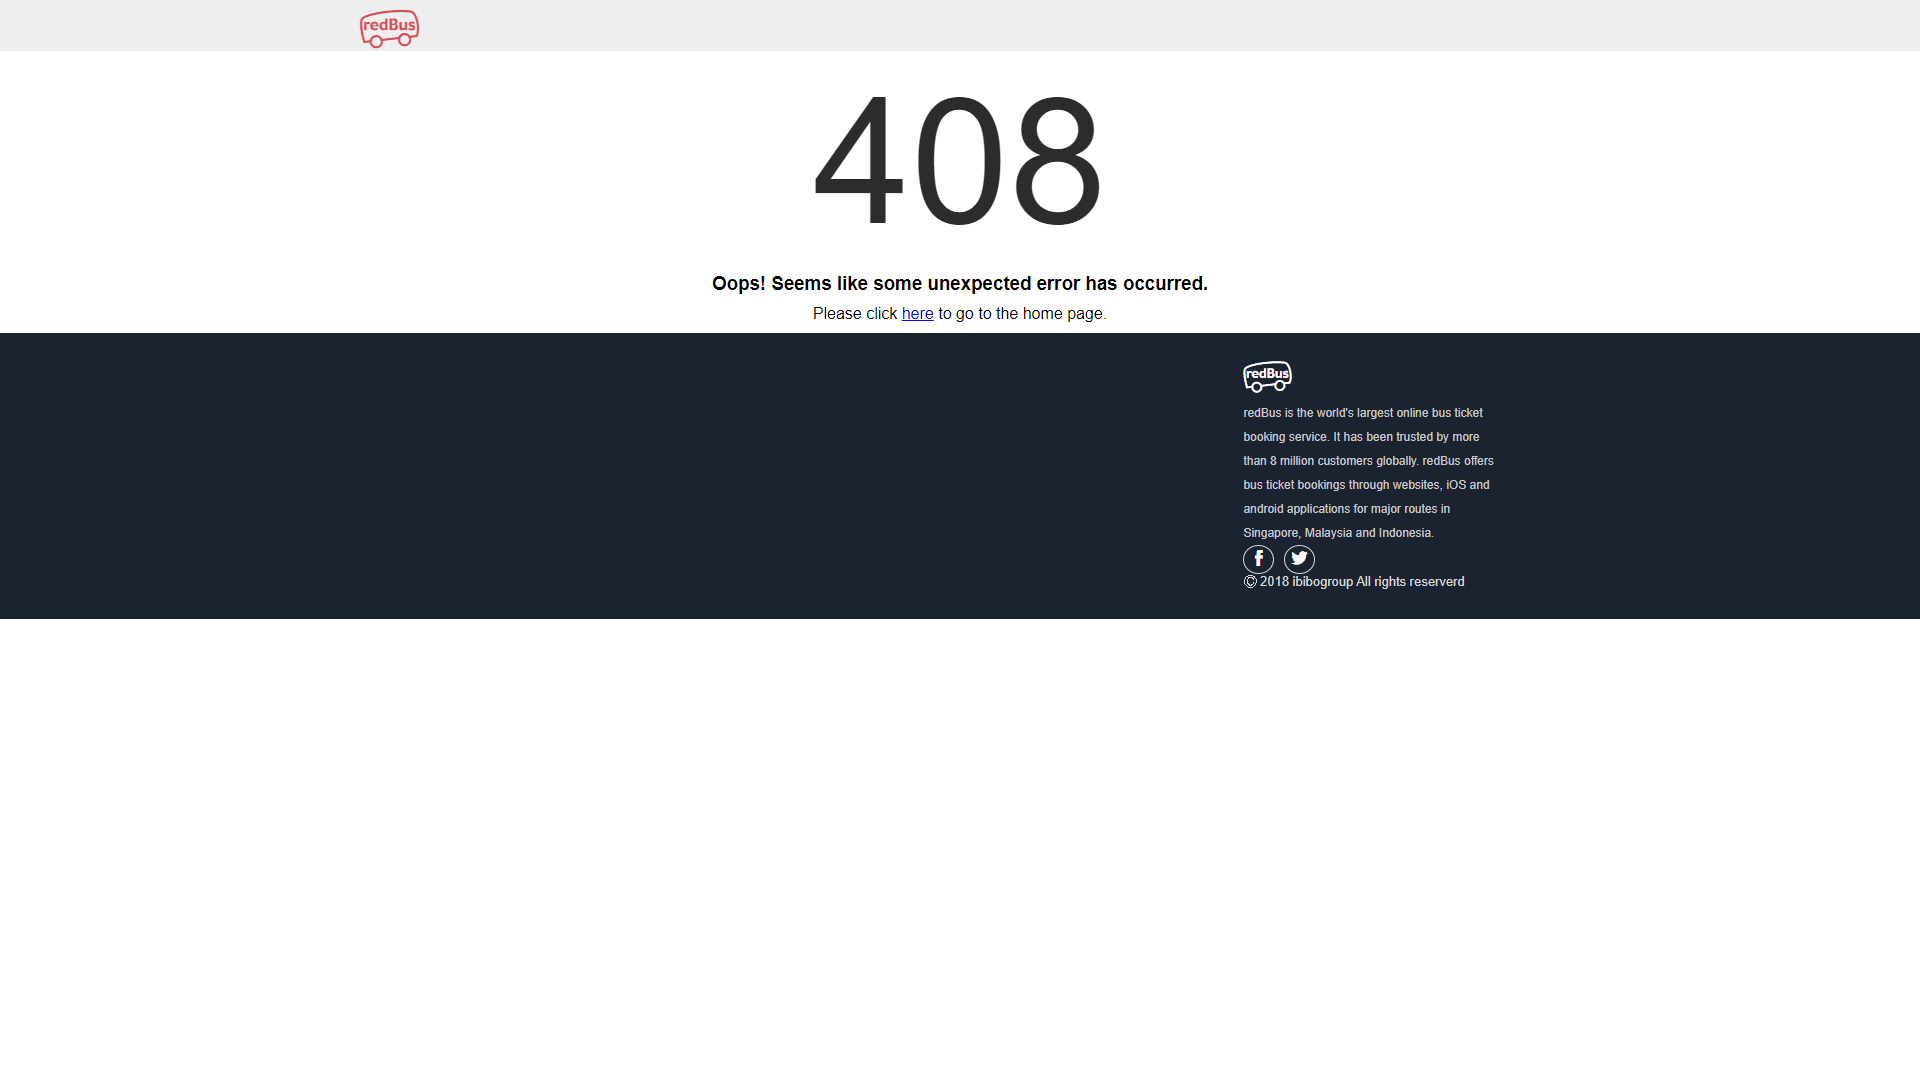 redBus
408
Oops! Seems like some unexpected error has occurred.
Please click here to go to the home page.
redBus
redBus is the world's largest online bus ticket
booking service. It has been trusted by more
than 8 million customers globally. redBus offers
bus ticket bookings through websites, iOS and
android applications for major routes in
Singapore, Malaysia and Indonesia.
© 2018 ibibogroup All rights reserverd